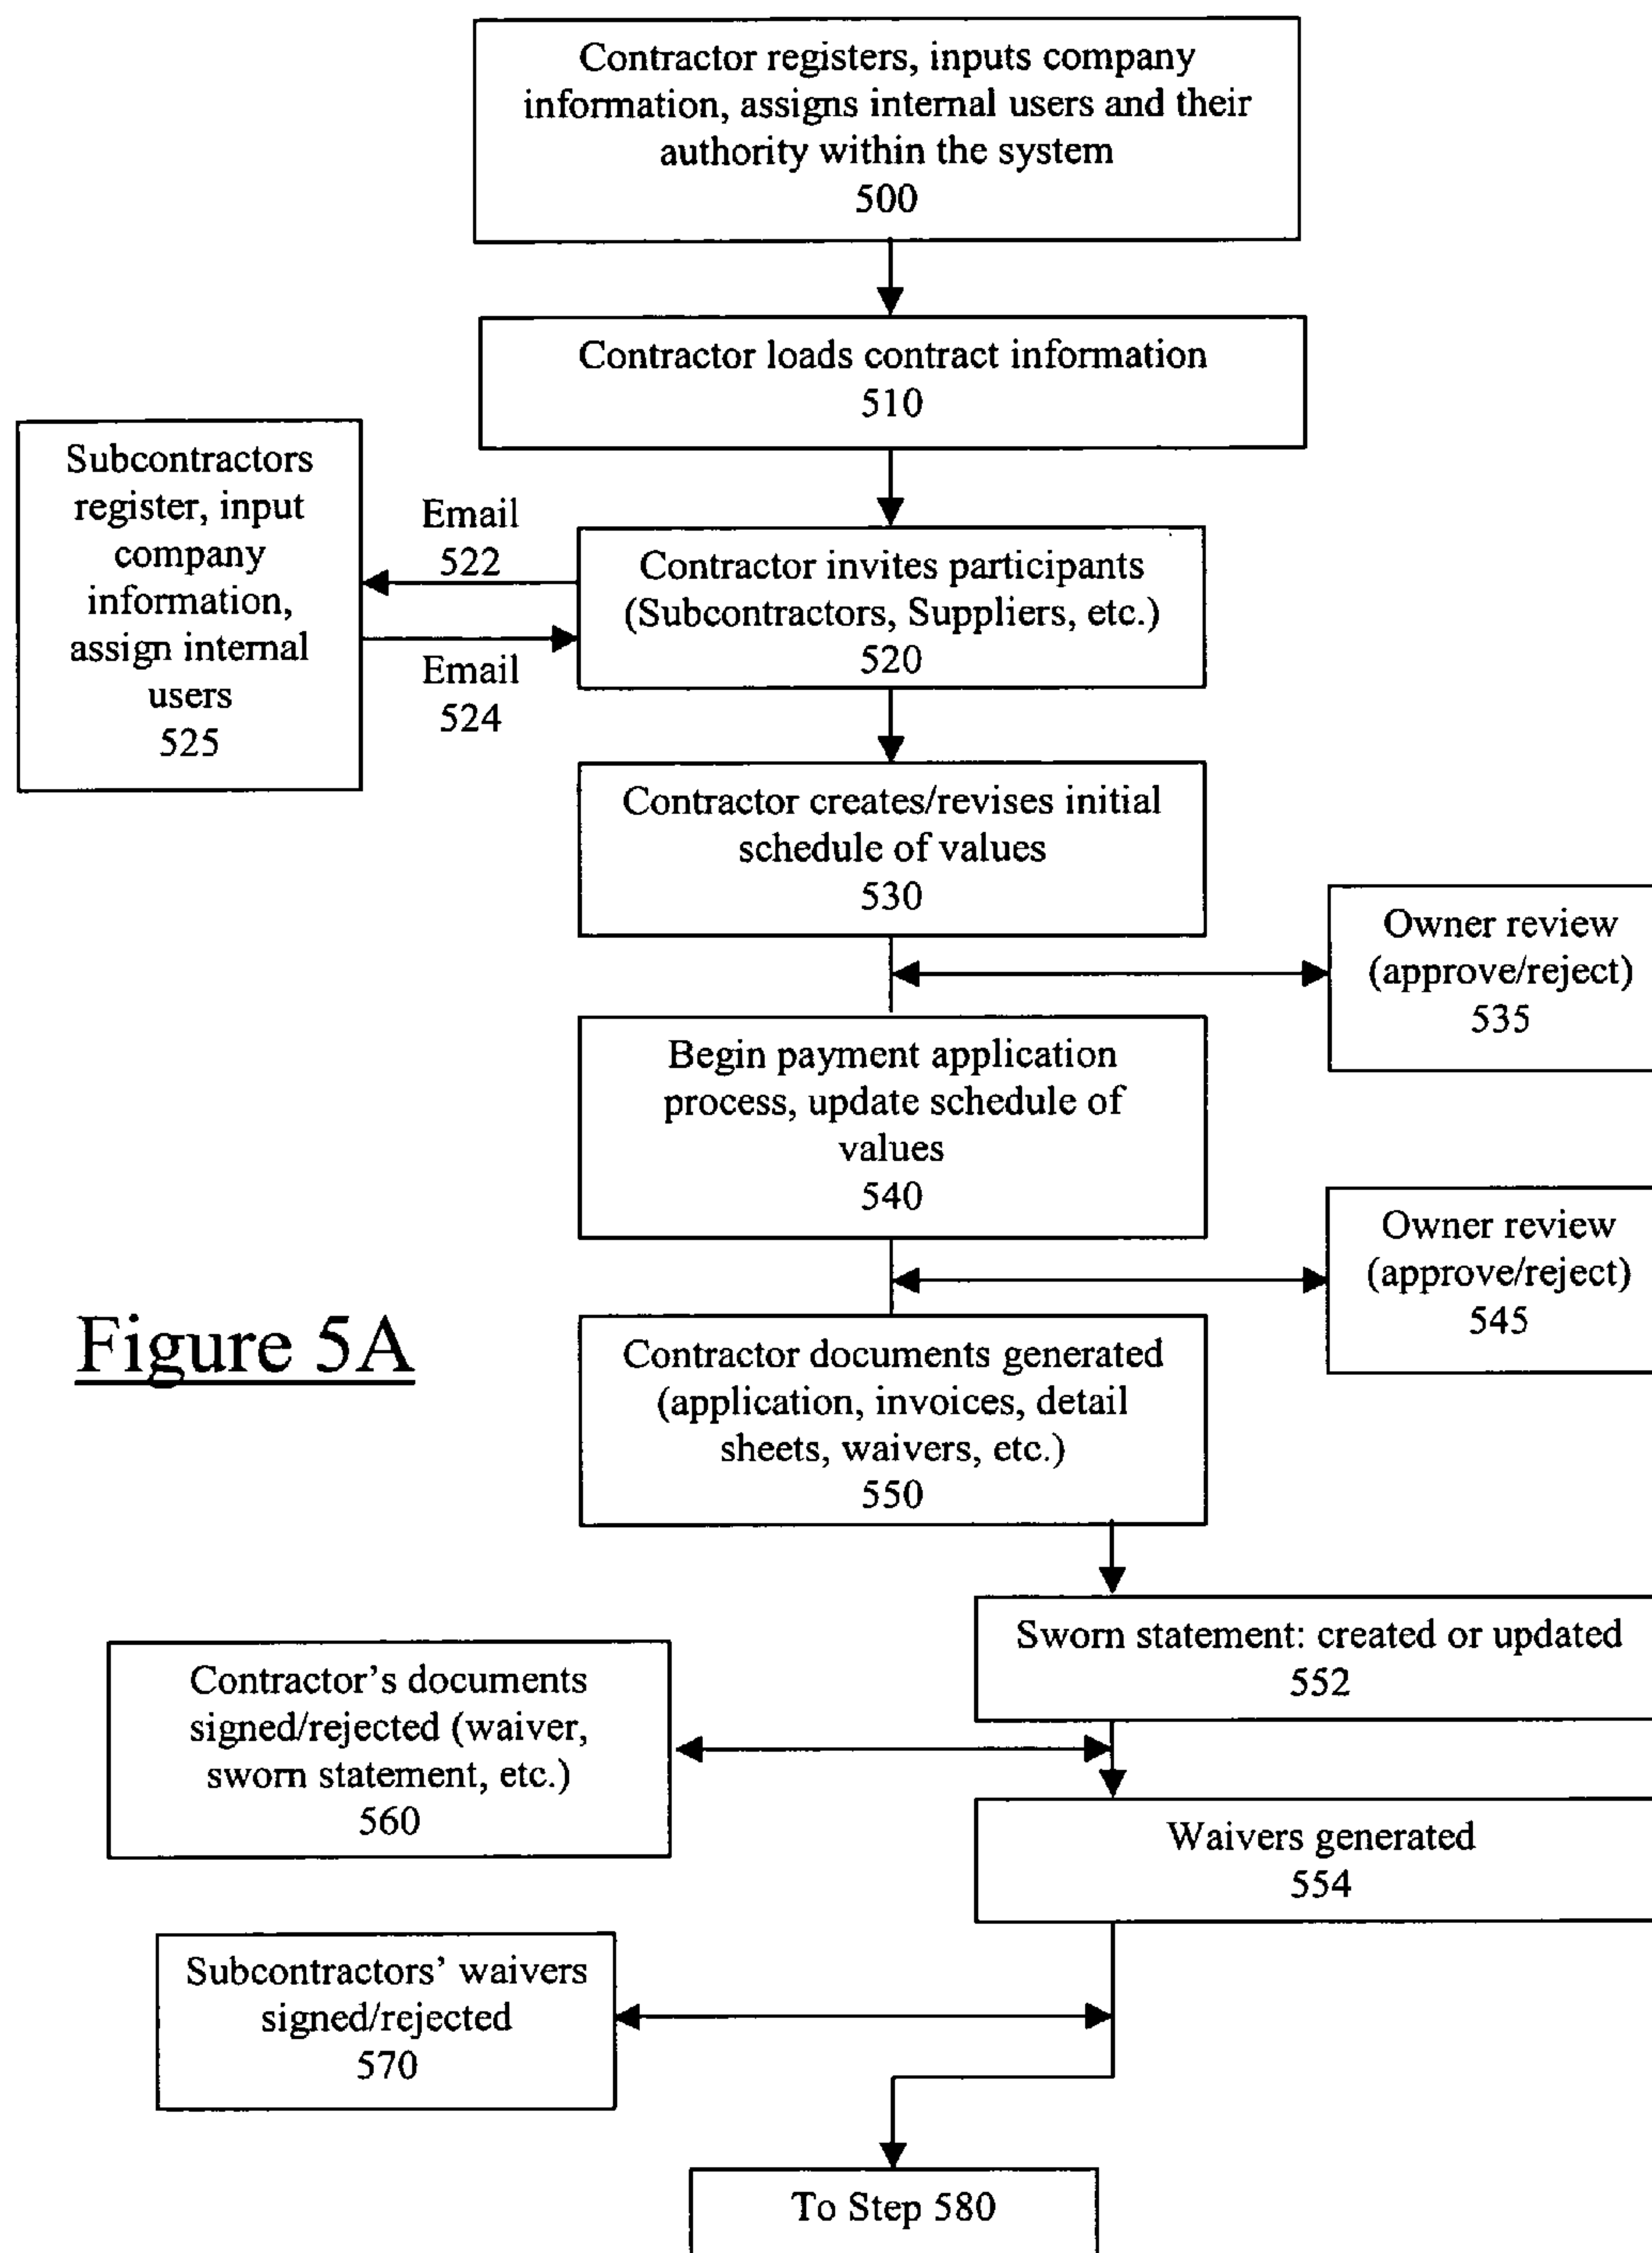 Contractor registers, inputs company
information, assigns internal users and their
authority within the system
500
Contractor loads contract information
510
Subcontractors
register, input
company
information,
assign internal
users
525
Email
522
Email
524
Contractor invites participants
(Subcontractors, Suppliers, etc.)
520
Contractor creates/revises initial
schedule of values
530
Owner review
(approve/reject)
535
Begin payment application
process, update schedule of
values
540
Owner review
(approve/reject)
545
Figure 5A
Contractor documents generated
(application, invoices, detail
sheets, waivers, etc.)
550
Sworn statement: created or updated
552
Contractor’s documents
signed/rejected (waiver,
sworn statement, etc.)
560
Waivers generated
554
Subcontractors’ waivers
signed/rejected
570
To Step 580